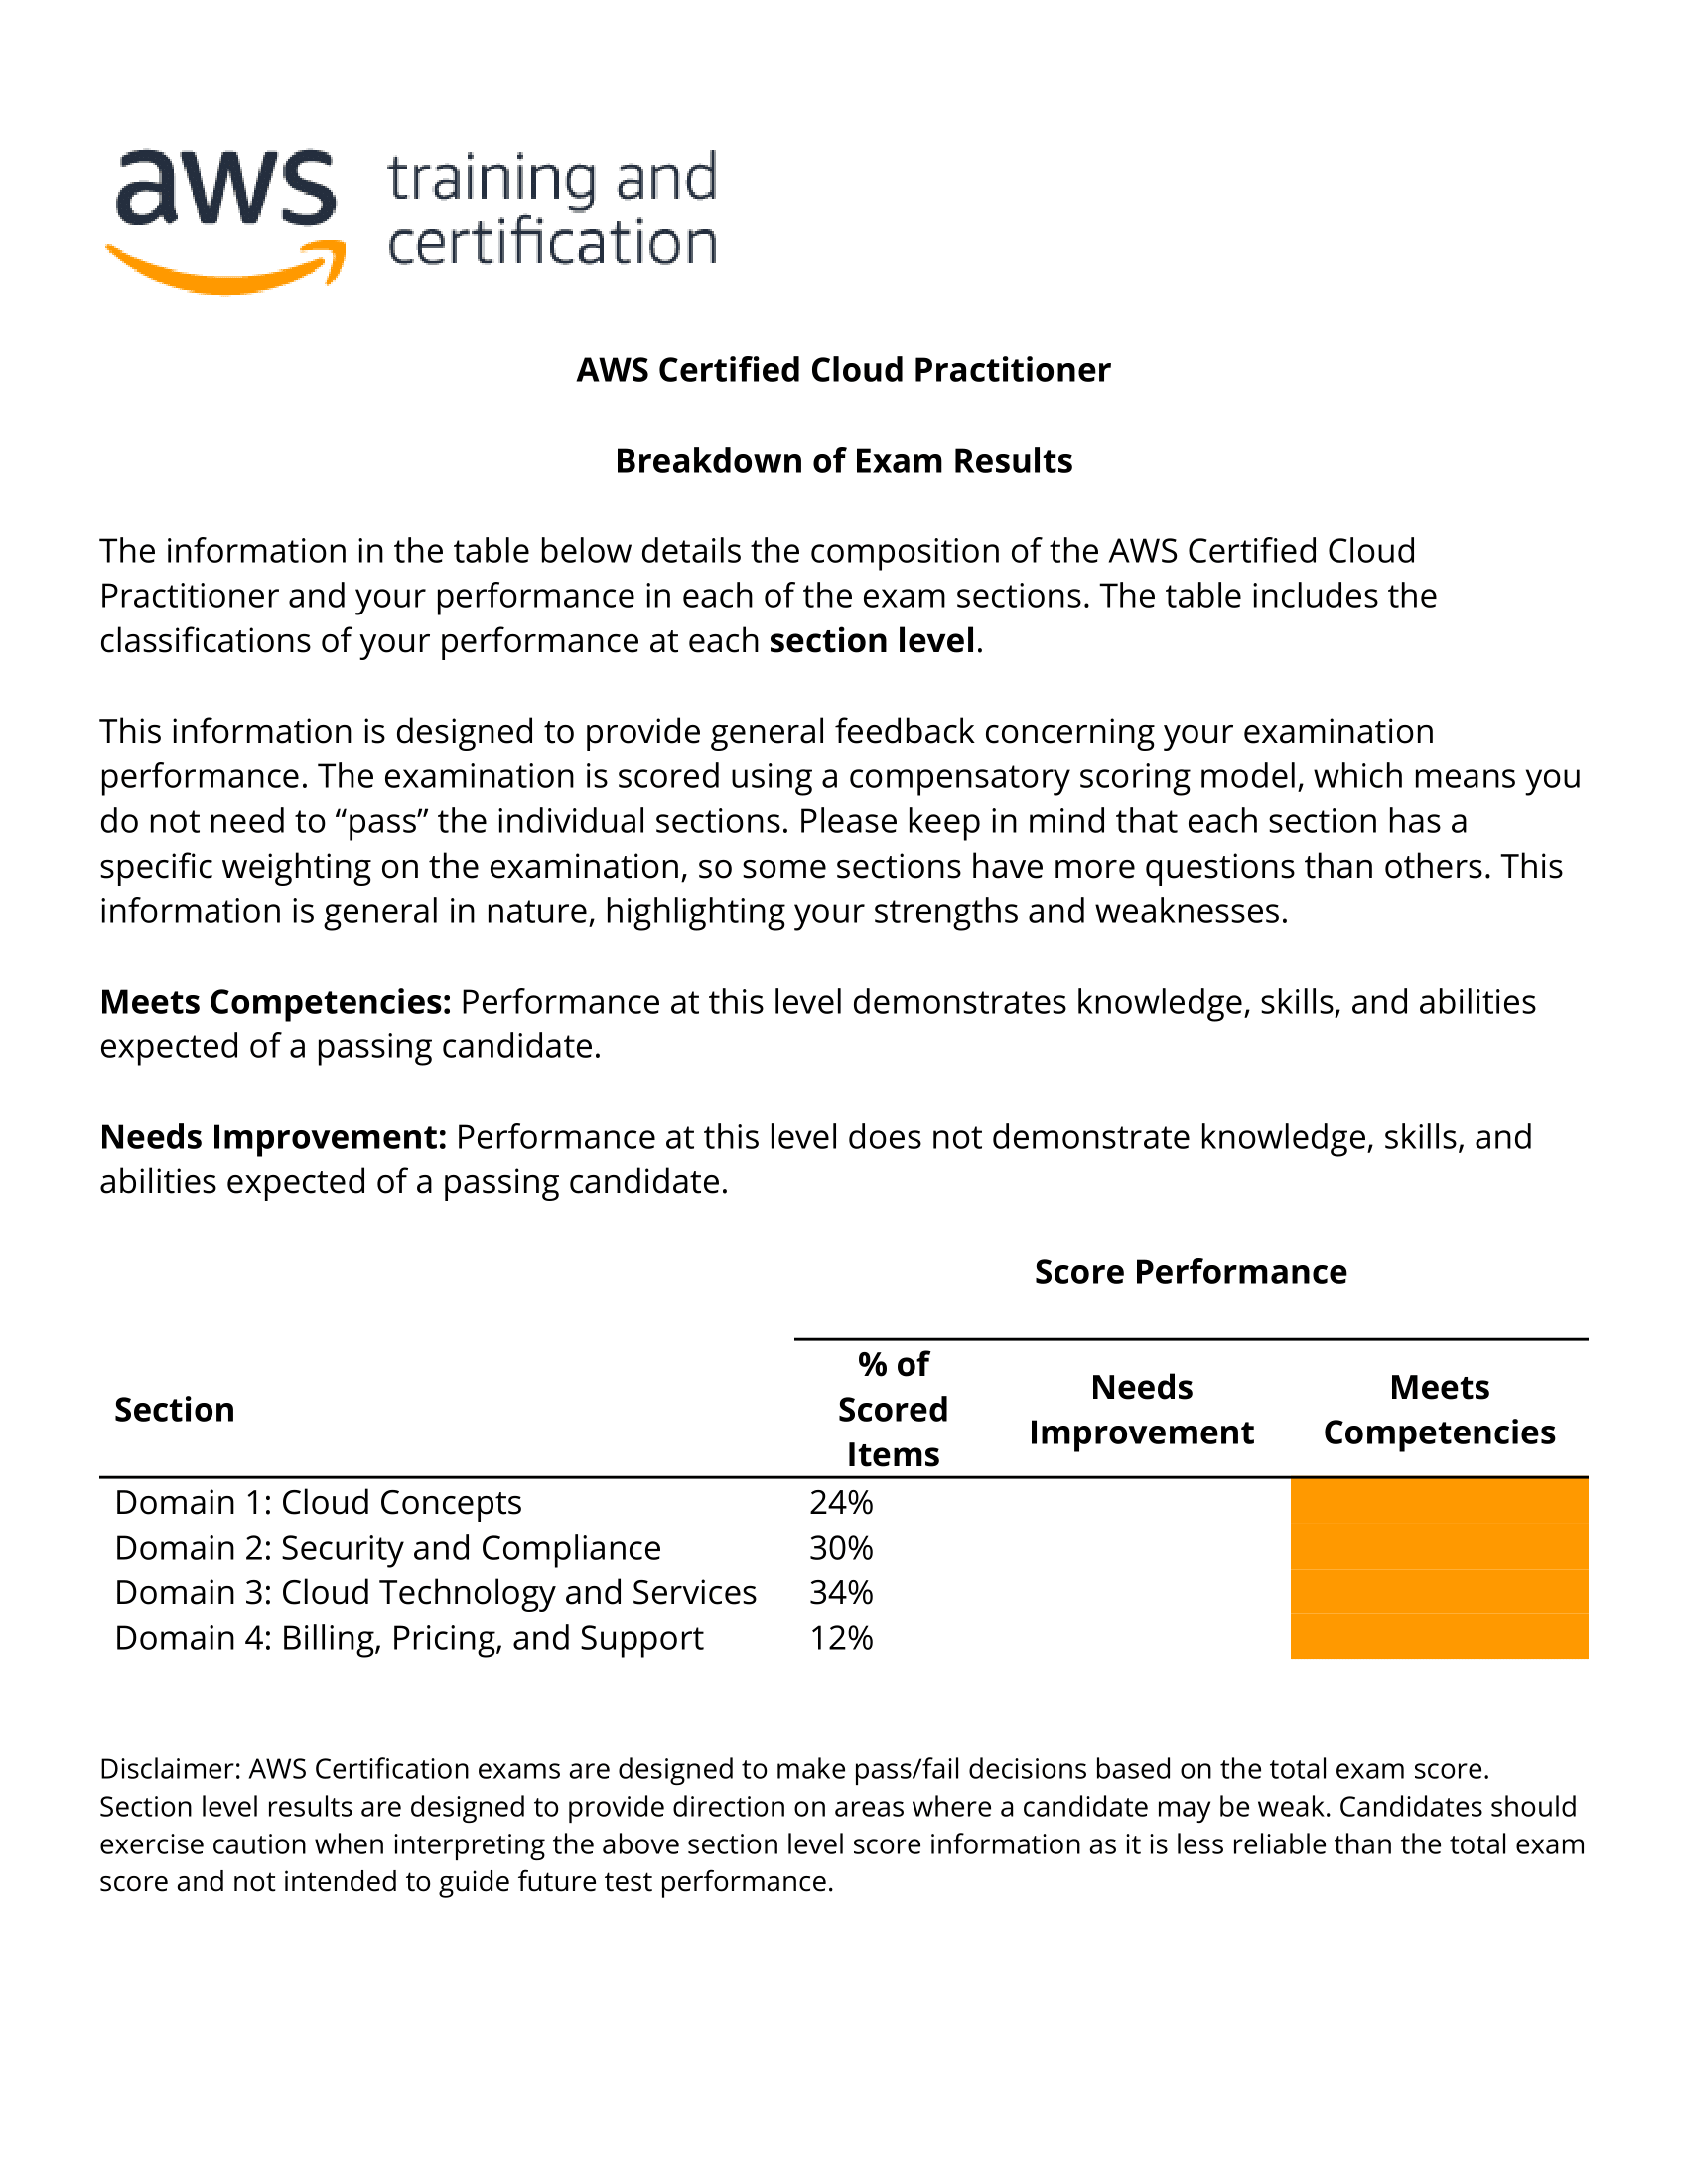 aws training and
certification
AWS Certified Cloud Practitioner
Breakdown of Exam Results
The information in the table below details the composition of the AWS Certified Cloud
Practitioner and your performance in each of the exam sections. The table includes the
classifications of your performance at each section level.
This information is designed to provide general feedback concerning your examination
performance. The examination is scored using a compensatory scoring model, which means you
do not need to “pass” the individual sections. Please keep in mind that each section has a
specific weighting on the examination, so some sections have more questions than others. This
information is general in nature, highlighting your strengths and weaknesses.
Meets Competencies: Performance at this level demonstrates knowledge, skills, and abilities
expected of a passing candidate.
Needs Improvement: Performance at this level does not demonstrate knowledge, skills, and
abilities expected of a passing candidate.
Score Performance
Section
% of
Scored
Items
Needs
Improvement
Meets
Competencies
Domain 1: Cloud Concepts 24%
Domain 2: Security and Compliance 30%
Domain 3: Cloud Technology and Services 34%
Domain 4: Billing, Pricing, and Support 12%
Disclaimer: AWS Certification exams are designed to make pass/fail decisions based on the total exam score.
Section level results are designed to provide direction on areas where a candidate may be weak. Candidates should
exercise caution when interpreting the above section level score information as it is less reliable than the total exam
score and not intended to guide future test performance.